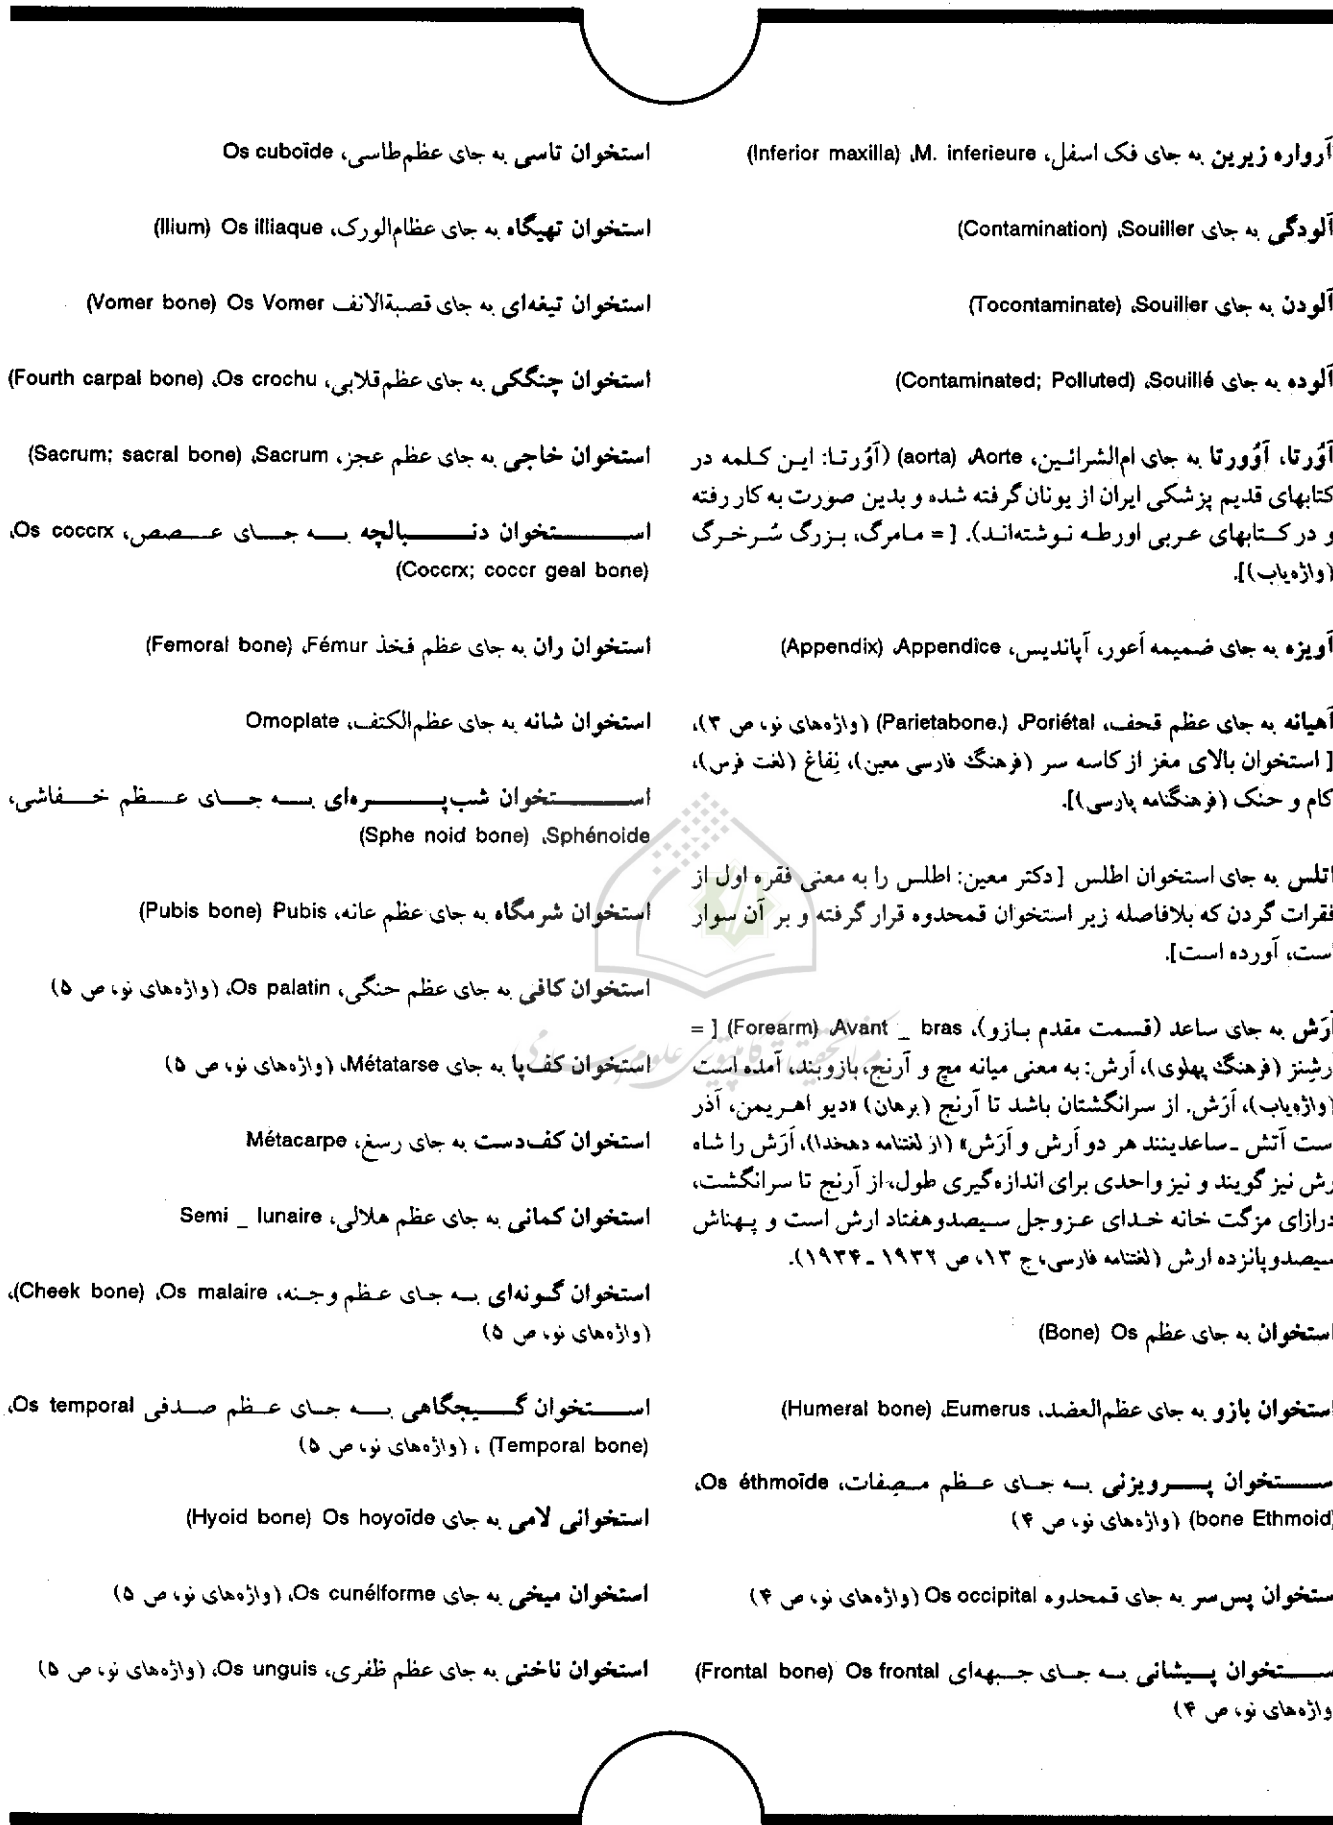 آرواره زیرین به جای فک اسفل، M. inferieure، (Inferior maxilla)
آلودگی به جای Souiller، (Contamination)
آلودن به جای Souiller، (Tocontaminate)
آلوده به جای Souillé، (Contaminated; Polluted)
آؤرتا، آؤورتا به جای ام‌الشرائین، Aorte، (aorta) (آؤرتا: این کلمه در
کتابهای قدیم پزشکی ایران از یونان گرفته شده و بدین صورت به کار رفته
و در کتابهای عربی اورطه نوشته‌اند). [= مامرگ، بزرگ سُرخرگ
(واژه‌یاب)].
آویزه به جای ضمیمه اَعور، آپاندیس، Appendice، (Appendix)
آهیانه به جای عظم قحف، Poriétal، (Parietabone.) (واژه‌های نو، ص ۳)،
[ استخوان بالای مغز از کاسه سر (فرهنگ فارسی معین)، نِفاغ (لغت فرس)،
کام و حنک (فرهنگنامه پارسی)].
اتلس به جای استخوان اطلس [دکتر معین: اطلس را به معنی فقره اول از
فقرات گردن که بلافاصله زیر استخوان قمحدوه قرار گرفته و بر آن سوار
است، آورده است].
اَرَش به جای ساعد (قسمت مقدم بازو)، Avant _ bras، (Forearm) [ =
رشِنز (فرهنگ پهلوی)، اَرش: به معنی میانه مچ و آرنج، بازوبند، آمده است
(واژه‌یاب)، اَرَش. از سرانگشتان باشد تا آرنج (برهان) «دیو اهریمن، آذر
ست آتش ـ ساعدینند هر دو اَرش و اَرَش» (از لغتنامه دهخدا)، اَرَش را شاه
رش نیز گویند و نیز واحدی برای اندازه‌گیری طول، از آرنج تا سرانگشت،
درازای مزگت خانه خدای عزوجل سیصدوهفتاد ارش است و پهناش
سیصدوپانزده ارش (لغتنامه فارسی، ج ۱۳، ص ۱۹۳۲ ـ ۱۹۳۴).
استخوان به جای عظم Os (Bone)
استخوان بازو به جای عظم‌العضد، Eumerus، (Humeral bone)
ستخوان پرویزنی به جای عظم مصِفات، Os éthmoïde،
(bone Ethmoid) (واژه‌های نو، ص ۴)
ستخوان پس‌سر به جای قمحدوه Os occipital (واژه‌های نو، ص ۴)
ستخوان پیشانی به جای جبهه‌ای Os frontal (Frontal bone)
واژه‌های نو، ص ۴)
استخوان تاسی به جای عظم‌طاسی، Os cuboïde
استخوان تهیگاه به جای عظام‌الورک، Os illiaque (Ilium)
استخوان تیغه‌ای به جای قصبة‌الانف Os Vomer (Vomer bone)
استخوان چنگکی به جای عظم‌قلابی، Os crochu، (Fourth carpal bone)
استخوان خاجی به جای عظم عجز، Sacrum، (Sacrum; sacral bone)
استخوان دنبالچه به جای عصص، Os coccrx،
(Coccrx; coccr geal bone)
استخوان ران به جای عظم فخذ Fémur، (Femoral bone)
استخوان شانه به جای عظم‌الکتف، Omoplate
استخوان شب‌پره‌ای به جای عظم خفاشی،
Sphénoide، (Sphe noid bone)
استخوان شرمگاه به جای عظم عانه، Pubis (Pubis bone)
استخوان کافی به جای عظم حنگی، Os palatin، (واژه‌های نو، ص ۵)
استخوان کف‌پا به جای Métatarse، (واژه‌های نو، ص ۵)
استخوان کف‌دست به جای رسغ، Métacarpe
استخوان کمانی به جای عظم هلالی، Semi _ lunaire
استخوان گونه‌ای به جای عظم وجنه، Os malaire، (Cheek bone)،
(واژه‌های نو، ص ۵)
استخوان گیجگاهی به جای عظم صدفی Os temporal،
(Temporal bone) ، (واژه‌های نو، ص ۵)
استخوانی لامی به جای Os hoyoïde (Hyoid bone)
استخوان میخی به جای Os cunélforme، (واژه‌های نو، ص ۵)
استخوان ناختی به جای عظم ظفری، Os unguis، (واژه‌های نو، ص ۵)